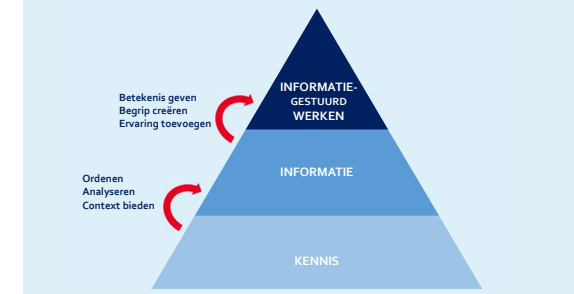 INFORMATIE-
GESTUURD
WERKEN
Betekenis geven
Begrip creëren
Ervaring toevoegen
INFORMATIE
Ordenen
Analyseren
Context bieden
KENNIS